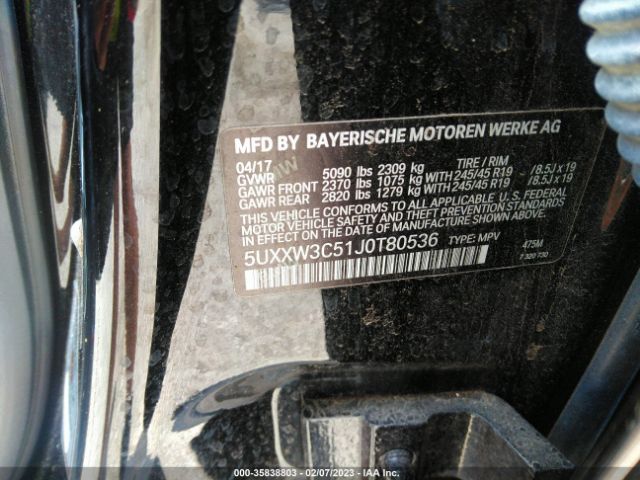 MFD BY BAYERISCHE MOTOREN WERKE AG
04/17 TIRE / RIM
GVWR 5090 lbs 2309 kg
GAWR FRONT 2370 lbs 1075 kg WITH 245/45 R19 /8.5J x 19
GAWR REAR 2820 lbs 1279 kg WITH 245/45 R19 /8.5J x 19
THIS VEHICLE CONFORMS TO ALL APPLICABLE U.S. FEDERAL
MOTOR VEHICLE SAFETY AND THEFT PREVENTION STANDARDS
IN EFFECT ON THE DATE OF MANUFACTURE SHOWN ABOVE.
5UXXW3C51J0T80536 TYPE: MPV 475M
7 320 730
000-35838803 — 02/07/2023 — IAA Inc.